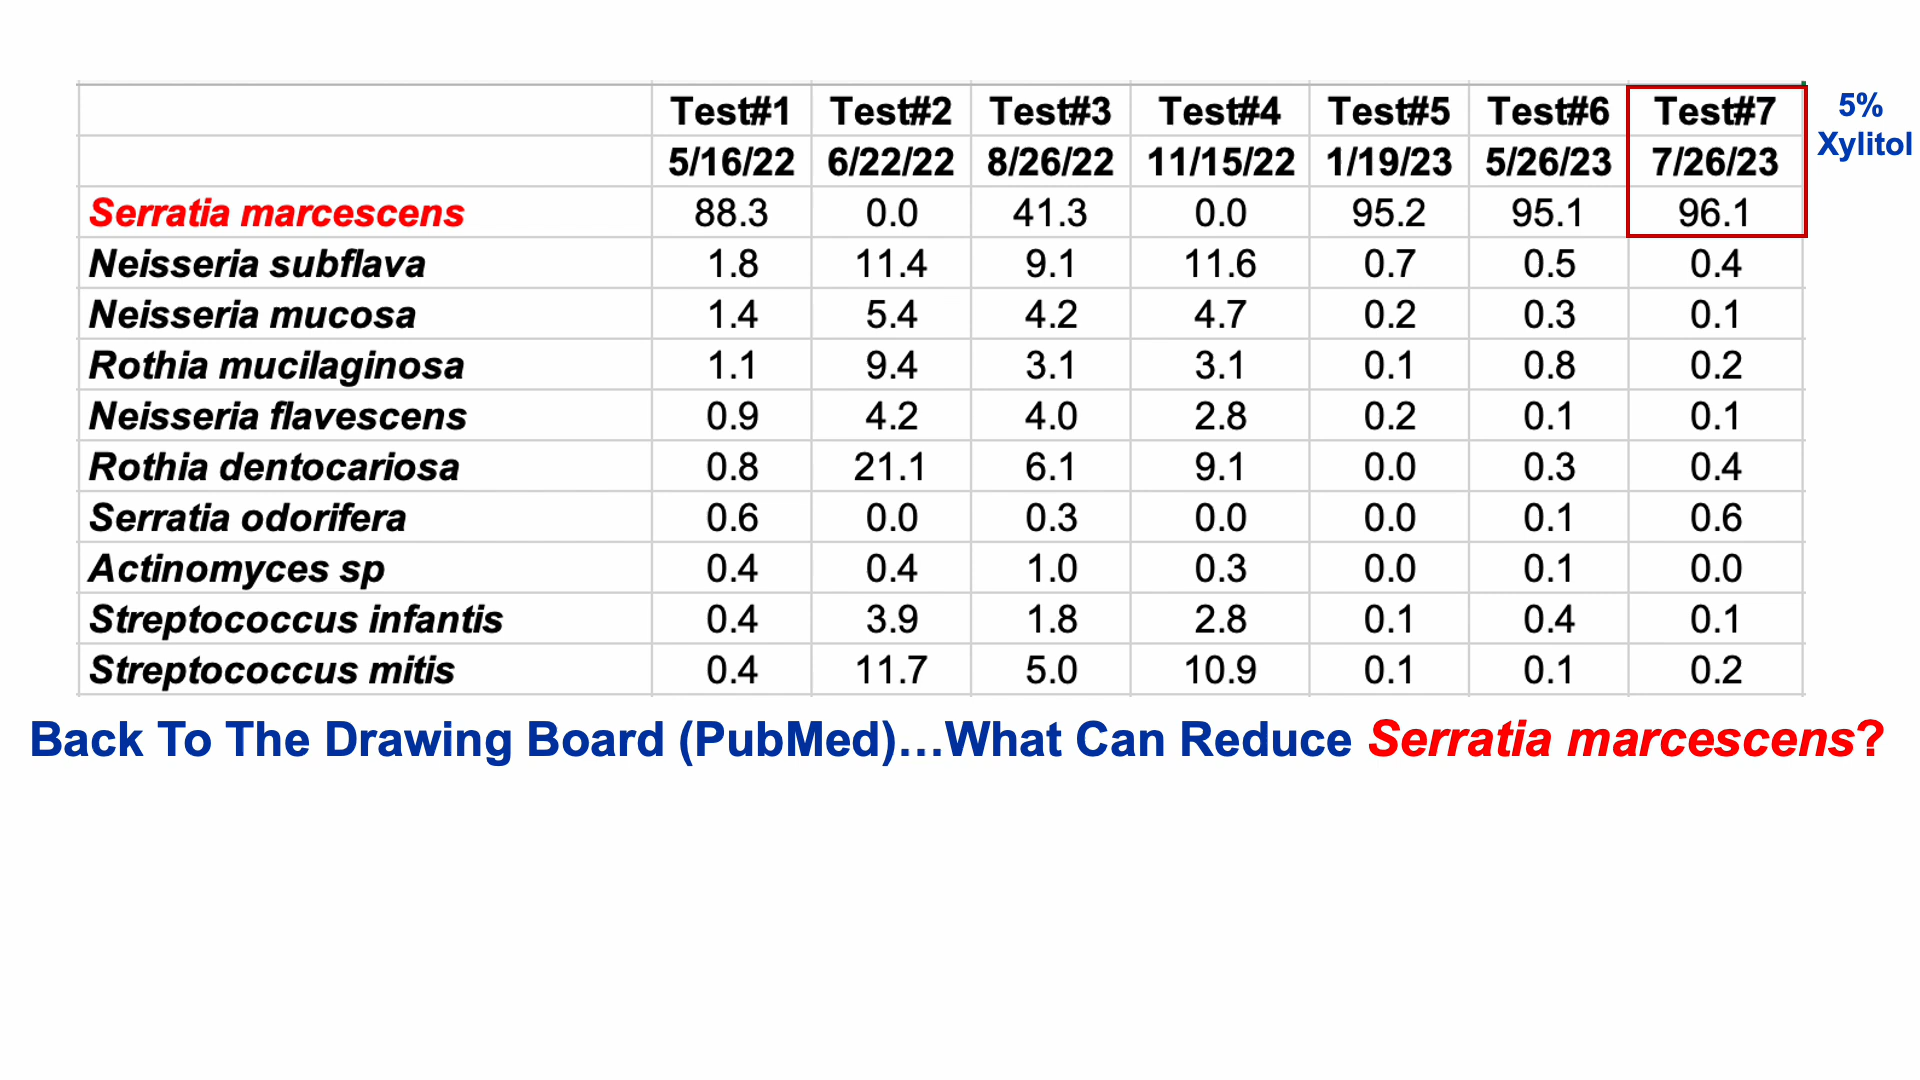 Test#1 Test#2 Test#3 Test#4 Test#5 Test#6 Test#7
5/16/22 6/22/22 8/26/22 11/15/22 1/19/23 5/26/23 7/26/23
5%
Xylitol
Serratia marcescens 88.3 0.0 41.3 0.0 95.2 95.1 96.1
Neisseria subflava 1.8 11.4 9.1 11.6 0.7 0.5 0.4
Neisseria mucosa 1.4 5.4 4.2 4.7 0.2 0.3 0.1
Rothia mucilaginosa 1.1 9.4 3.1 3.1 0.1 0.8 0.2
Neisseria flavescens 0.9 4.2 4.0 2.8 0.2 0.1 0.1
Rothia dentocariosa 0.8 21.1 6.1 9.1 0.0 0.3 0.4
Serratia odorifera 0.6 0.0 0.3 0.0 0.0 0.1 0.6
Actinomyces sp 0.4 0.4 1.0 0.3 0.0 0.1 0.0
Streptococcus infantis 0.4 3.9 1.8 2.8 0.1 0.4 0.1
Streptococcus mitis 0.4 11.7 5.0 10.9 0.1 0.1 0.2
Back To The Drawing Board (PubMed)…What Can Reduce Serratia marcescens?